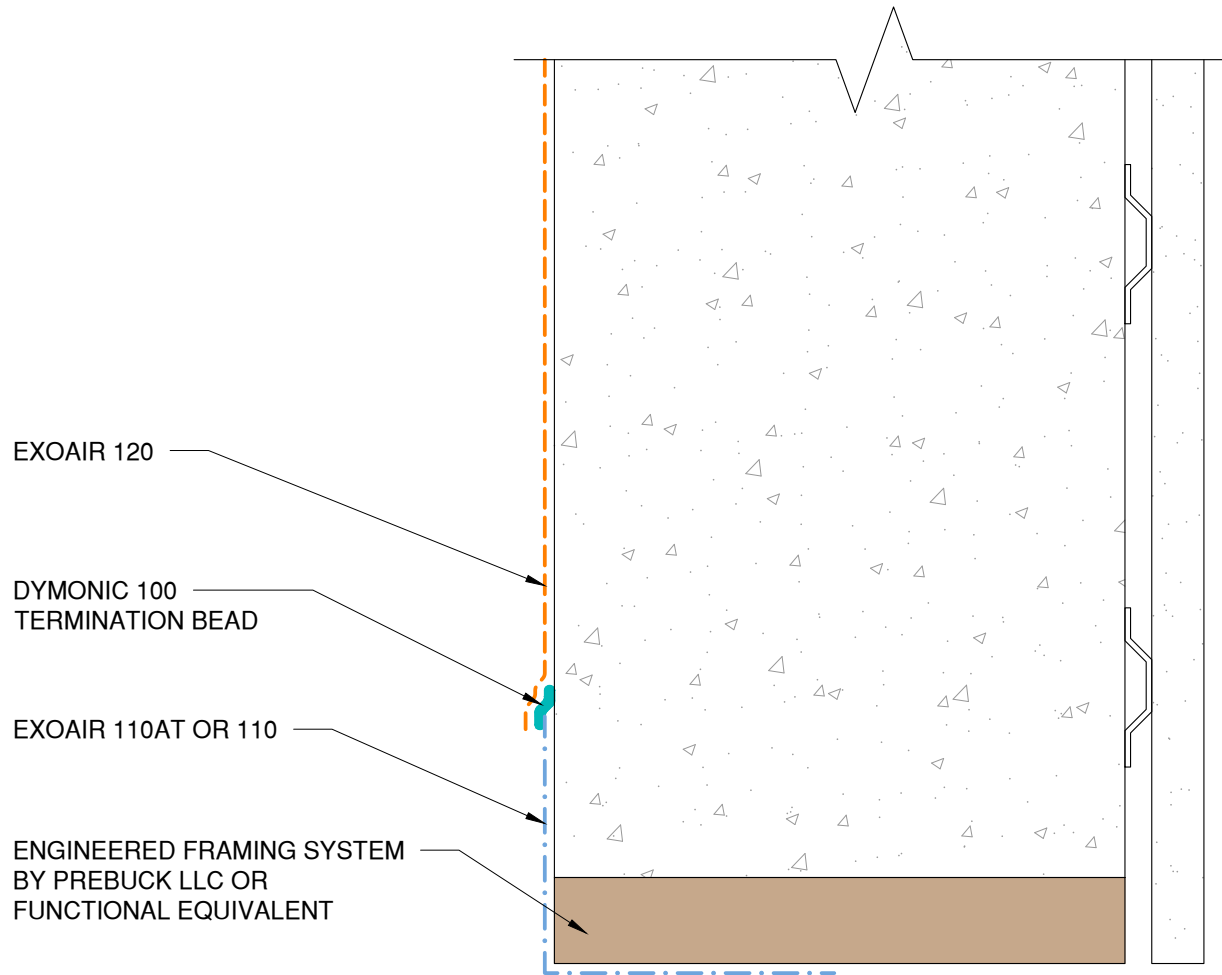 EXOAIR 120
DYMONIC 100
TERMINATION BEAD
EXOAIR 110AT OR 110
ENGINEERED FRAMING SYSTEM
BY PREBUCK LLC OR
FUNCTIONAL EQUIVALENT